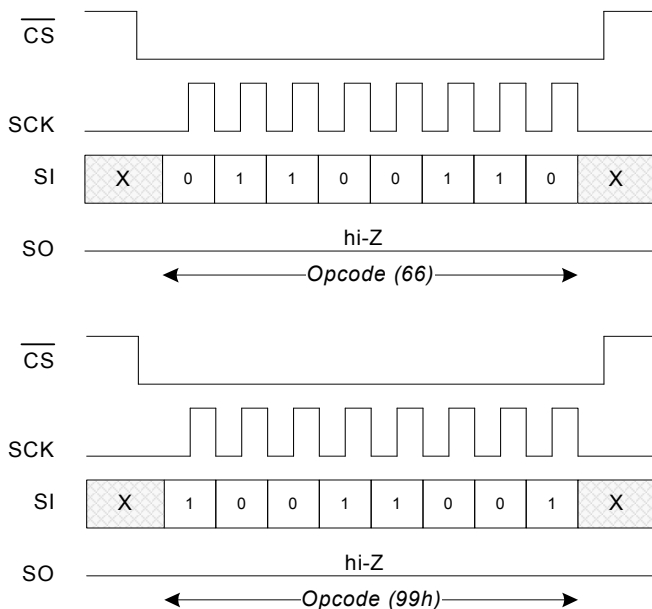 CS
SCK
SI X 0 1 1 0 0 1 1 0 X
SO hi-Z
Opcode (66)
CS
SCK
SI X 1 0 0 1 1 0 0 1 X
SO hi-Z
Opcode (99h)